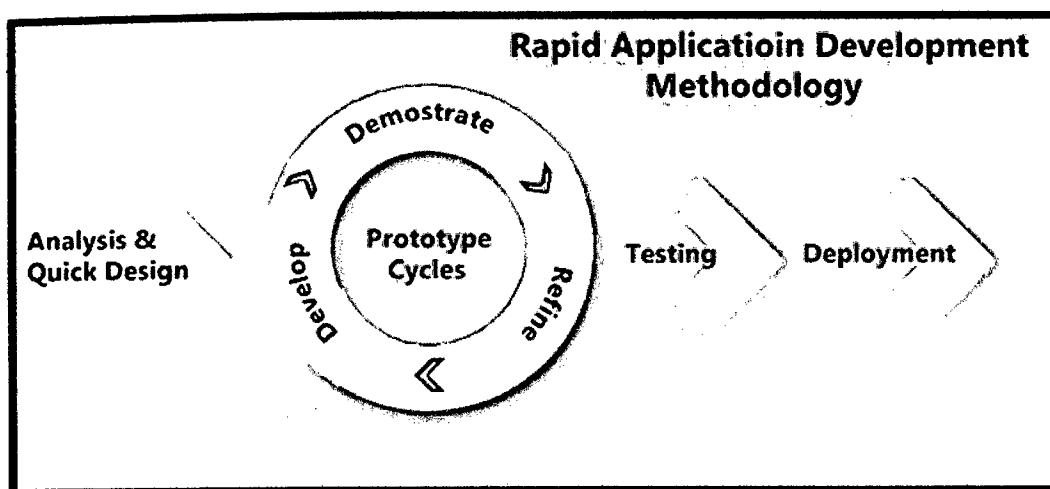 Rapid Applicatioin Development
Methodology
Demostrate
Analysis &
Quick Design
Develop
Prototype
Cycles
Refine
Testing
Deployment